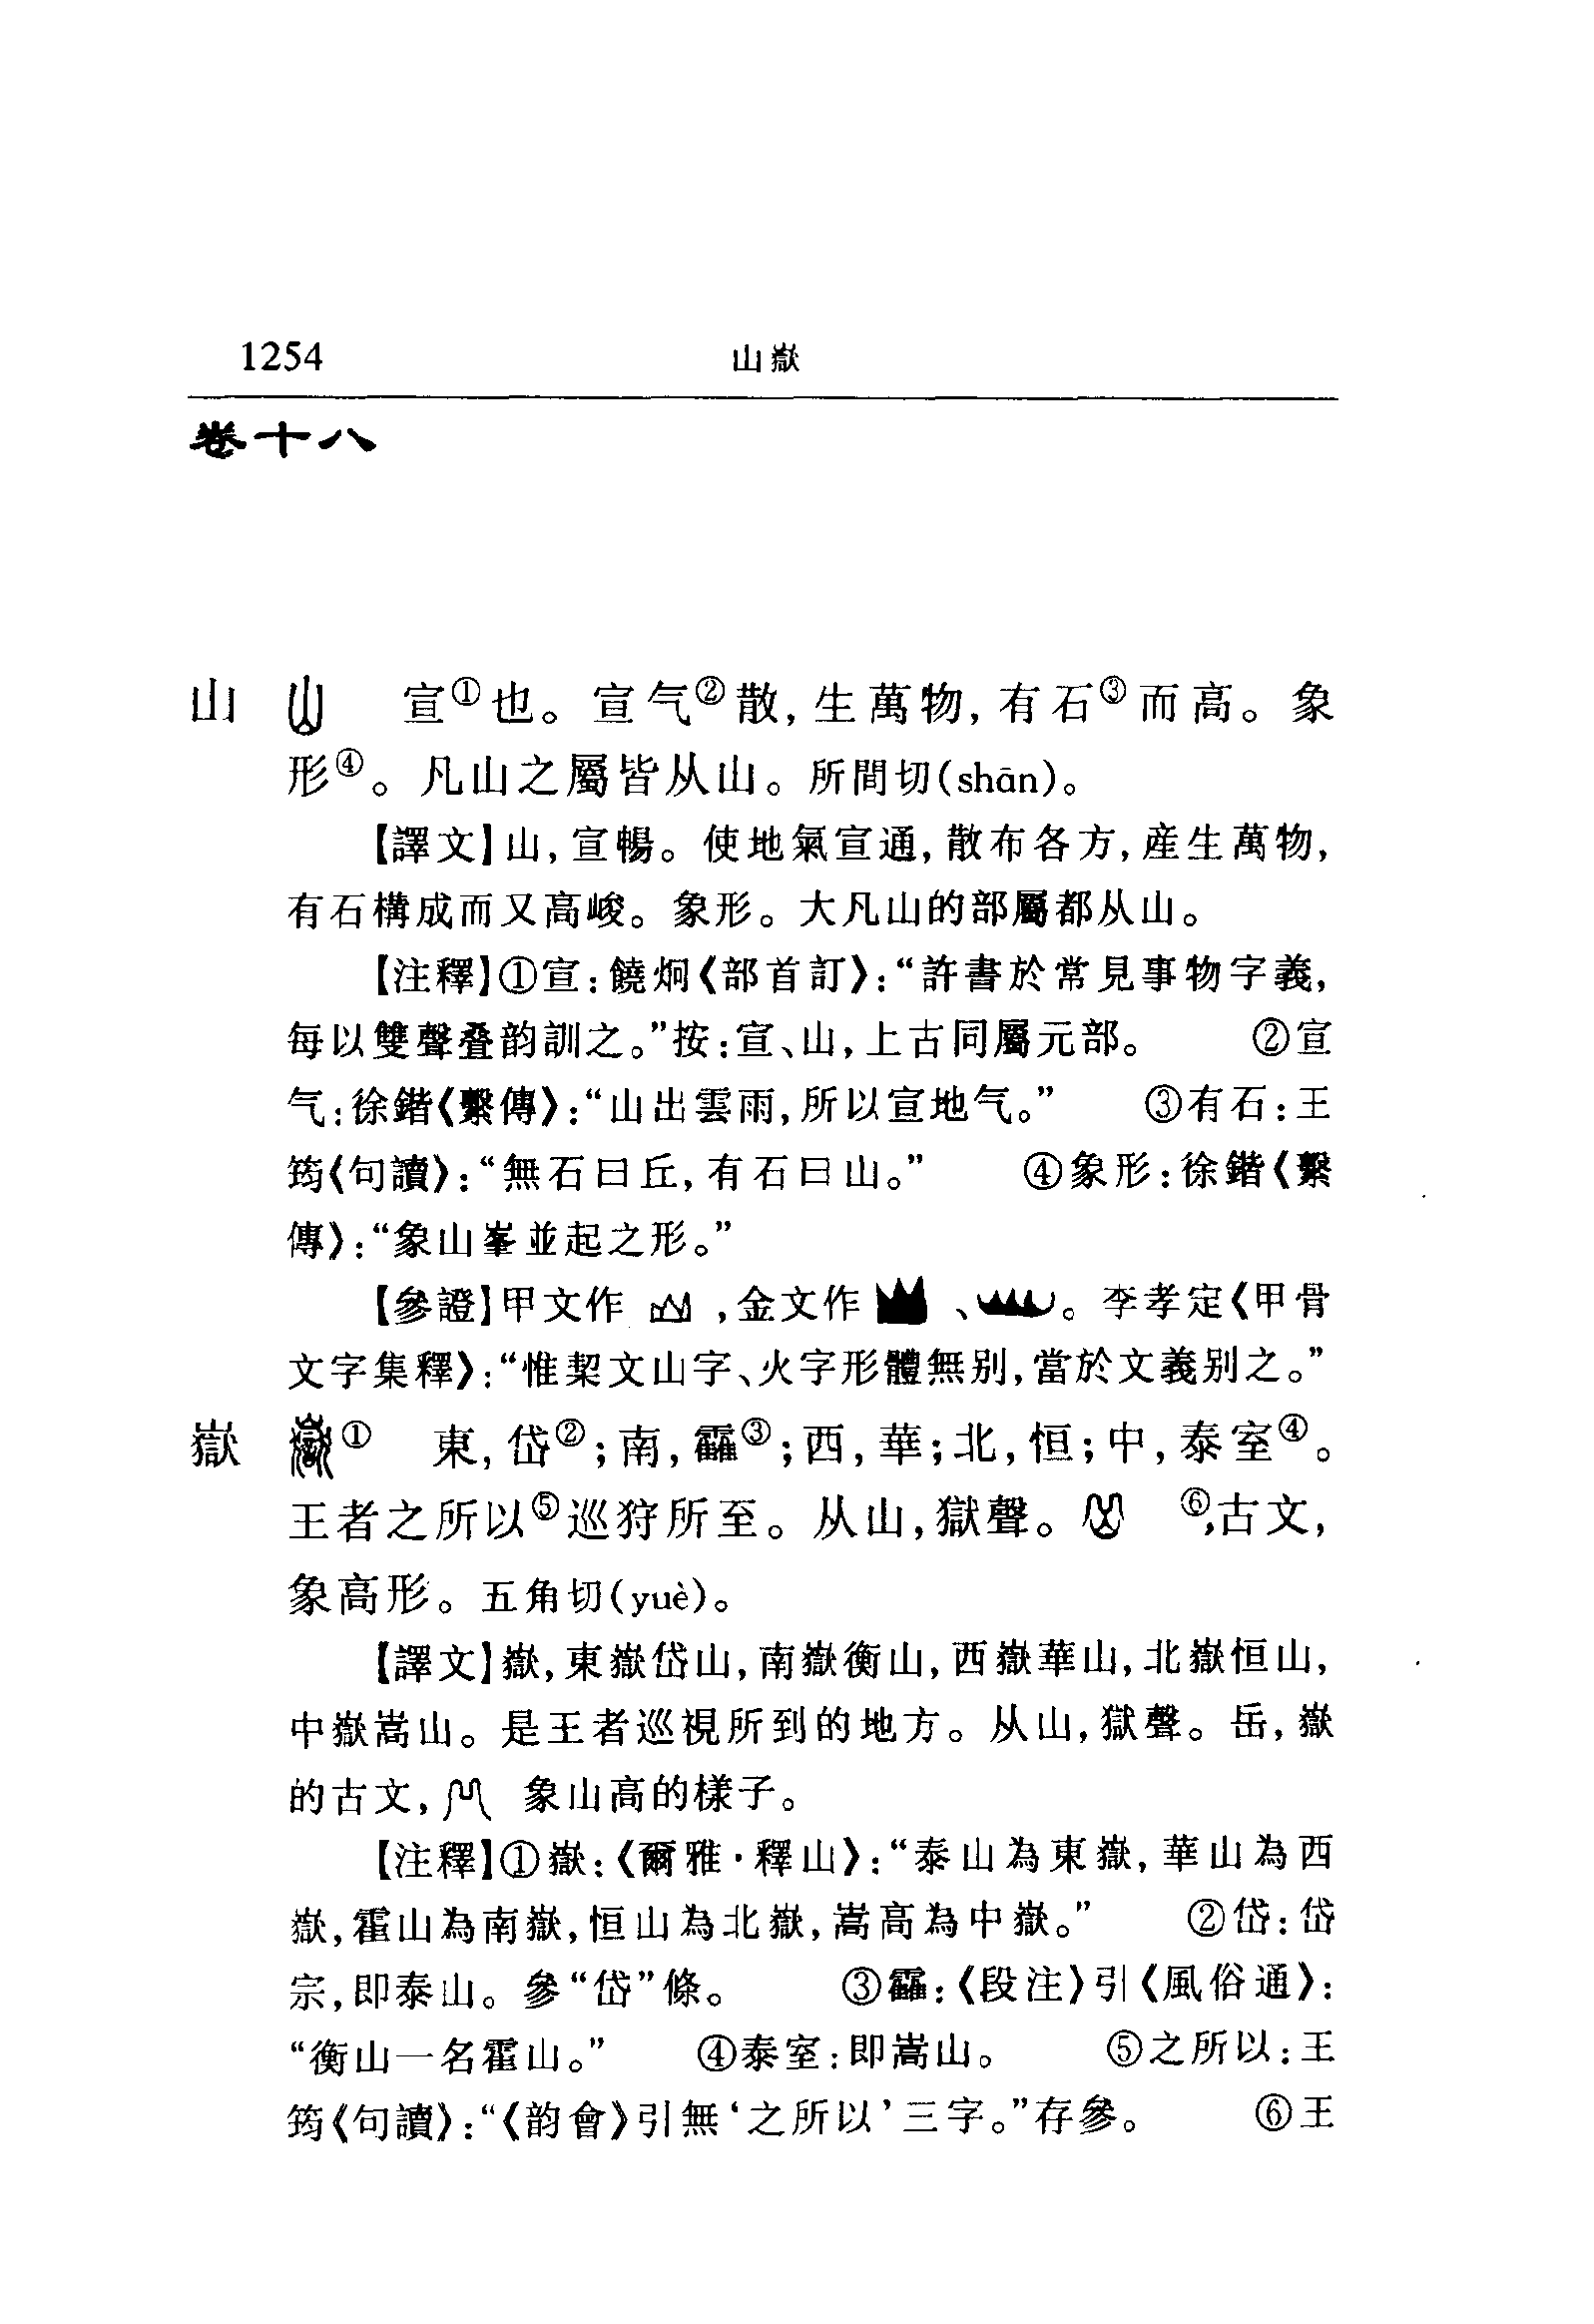 1254 山嶽
卷十八
山 宣①也。宣气②散,生萬物,有石③而高。象
形④。凡山之屬皆从山。所間切(shān)。
【譯文】山,宣暢。使地氣宣通,散布各方,産生萬物,
有石構成而又高峻。象形。大凡山的部屬都从山。
【注釋】①宣:饒炯《部首訂》:“許書於常見事物字義,
每以雙聲叠韵訓之。”按:宣、山,上古同屬元部。 ②宣
气:徐鍇《繫傳》:“山出雲雨,所以宣地气。” ③有石:王
筠《句讀》:“無石曰丘,有石曰山。” ④象形:徐鍇《繫
傳》:“象山峯並起之形。”
【參證】甲文作 ,金文作 、 。李孝定《甲骨
文字集釋》:“惟栔文山字、火字形體無别,當於文義别之。”
嶽 ① 東,岱②;南,靃③;西,華;北,恒;中,泰室④。
王者之所以⑤巡狩所至。从山,獄聲。 ⑥,古文,
象高形。五角切(yuè)。
【譯文】嶽,東嶽岱山,南嶽衡山,西嶽華山,北嶽恒山,
中嶽嵩山。是王者巡視所到的地方。从山,獄聲。岳,嶽
的古文, 象山高的樣子。
【注釋】①嶽:《爾雅·釋山》:“泰山為東嶽,華山為西
嶽,霍山為南嶽,恒山為北嶽,嵩高為中嶽。” ②岱:岱
宗,即泰山。參“岱”條。 ③靃:《段注》引《風俗通》:
“衡山一名霍山。” ④泰室:即嵩山。 ⑤之所以:王
筠《句讀》:“《韵會》引無‘之所以’三字。”存參。 ⑥王